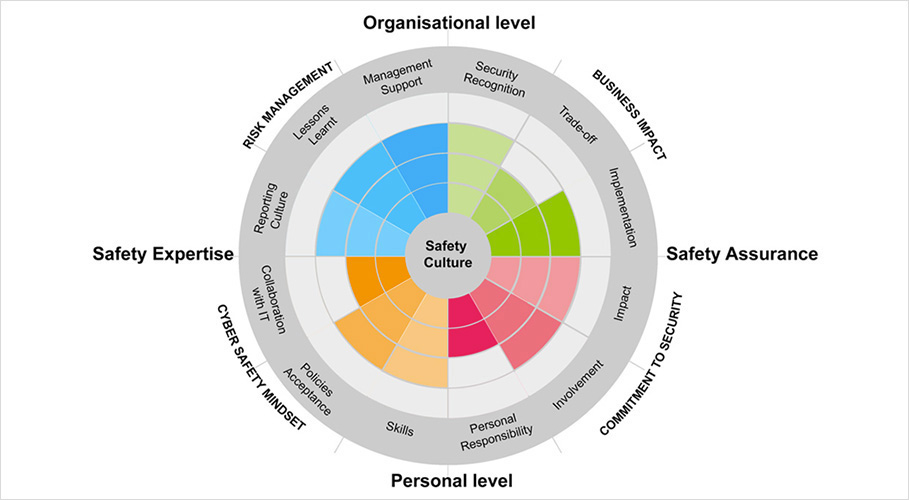 Organisational level
RISK MANAGEMENT
BUSINESS IMPACT
Management
Support
Security
Recognition
Lessons
Learnt
Trade-off
Reporting
Culture
Implementation
Safety Expertise
Safety
Culture
Safety Assurance
Collaboration
with IT
Impact
CYBER SAFETY MINDSET
COMMITMENT TO SECURITY
Policies
Acceptance
Involvement
Skills
Personal
Responsibility
Personal level